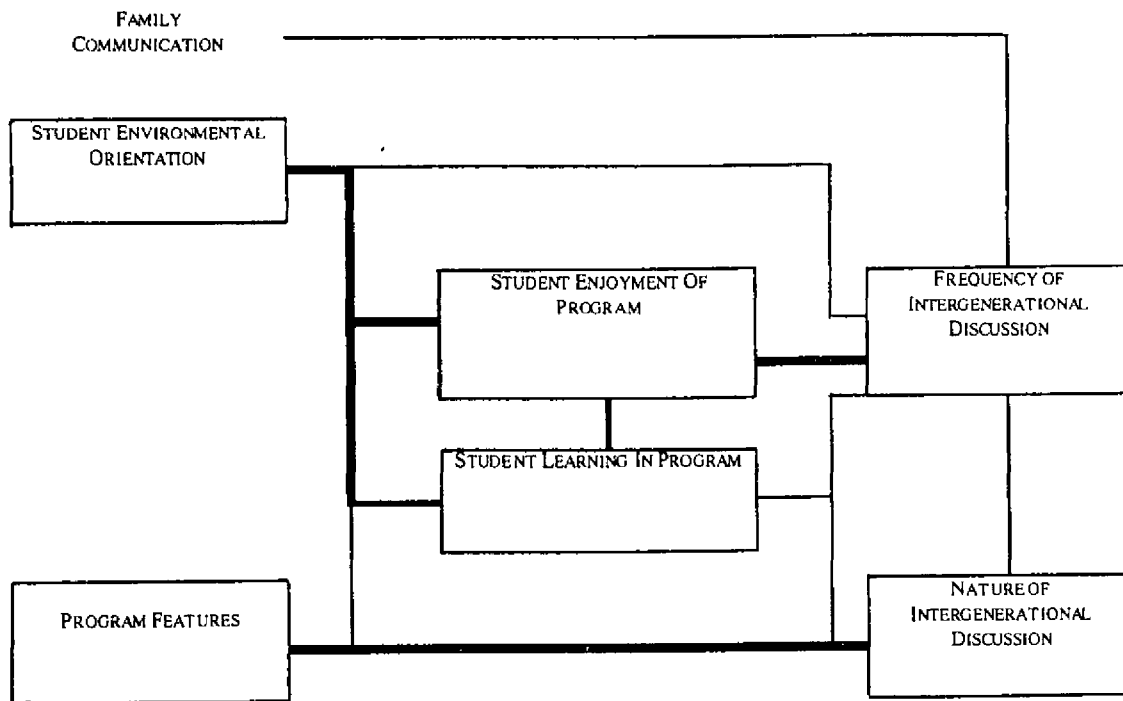 FAMILY
COMMUNICATION
STUDENT ENVIRONMENTAL
ORIENTATION
STUDENT ENJOYMENT OF
PROGRAM
FREQUENCY OF
INTERGENERATIONAL
DISCUSSION
STUDENT LEARNING IN PROGRAM
PROGRAM FEATURES
NATURE OF
INTERGENERATIONAL
DISCUSSION